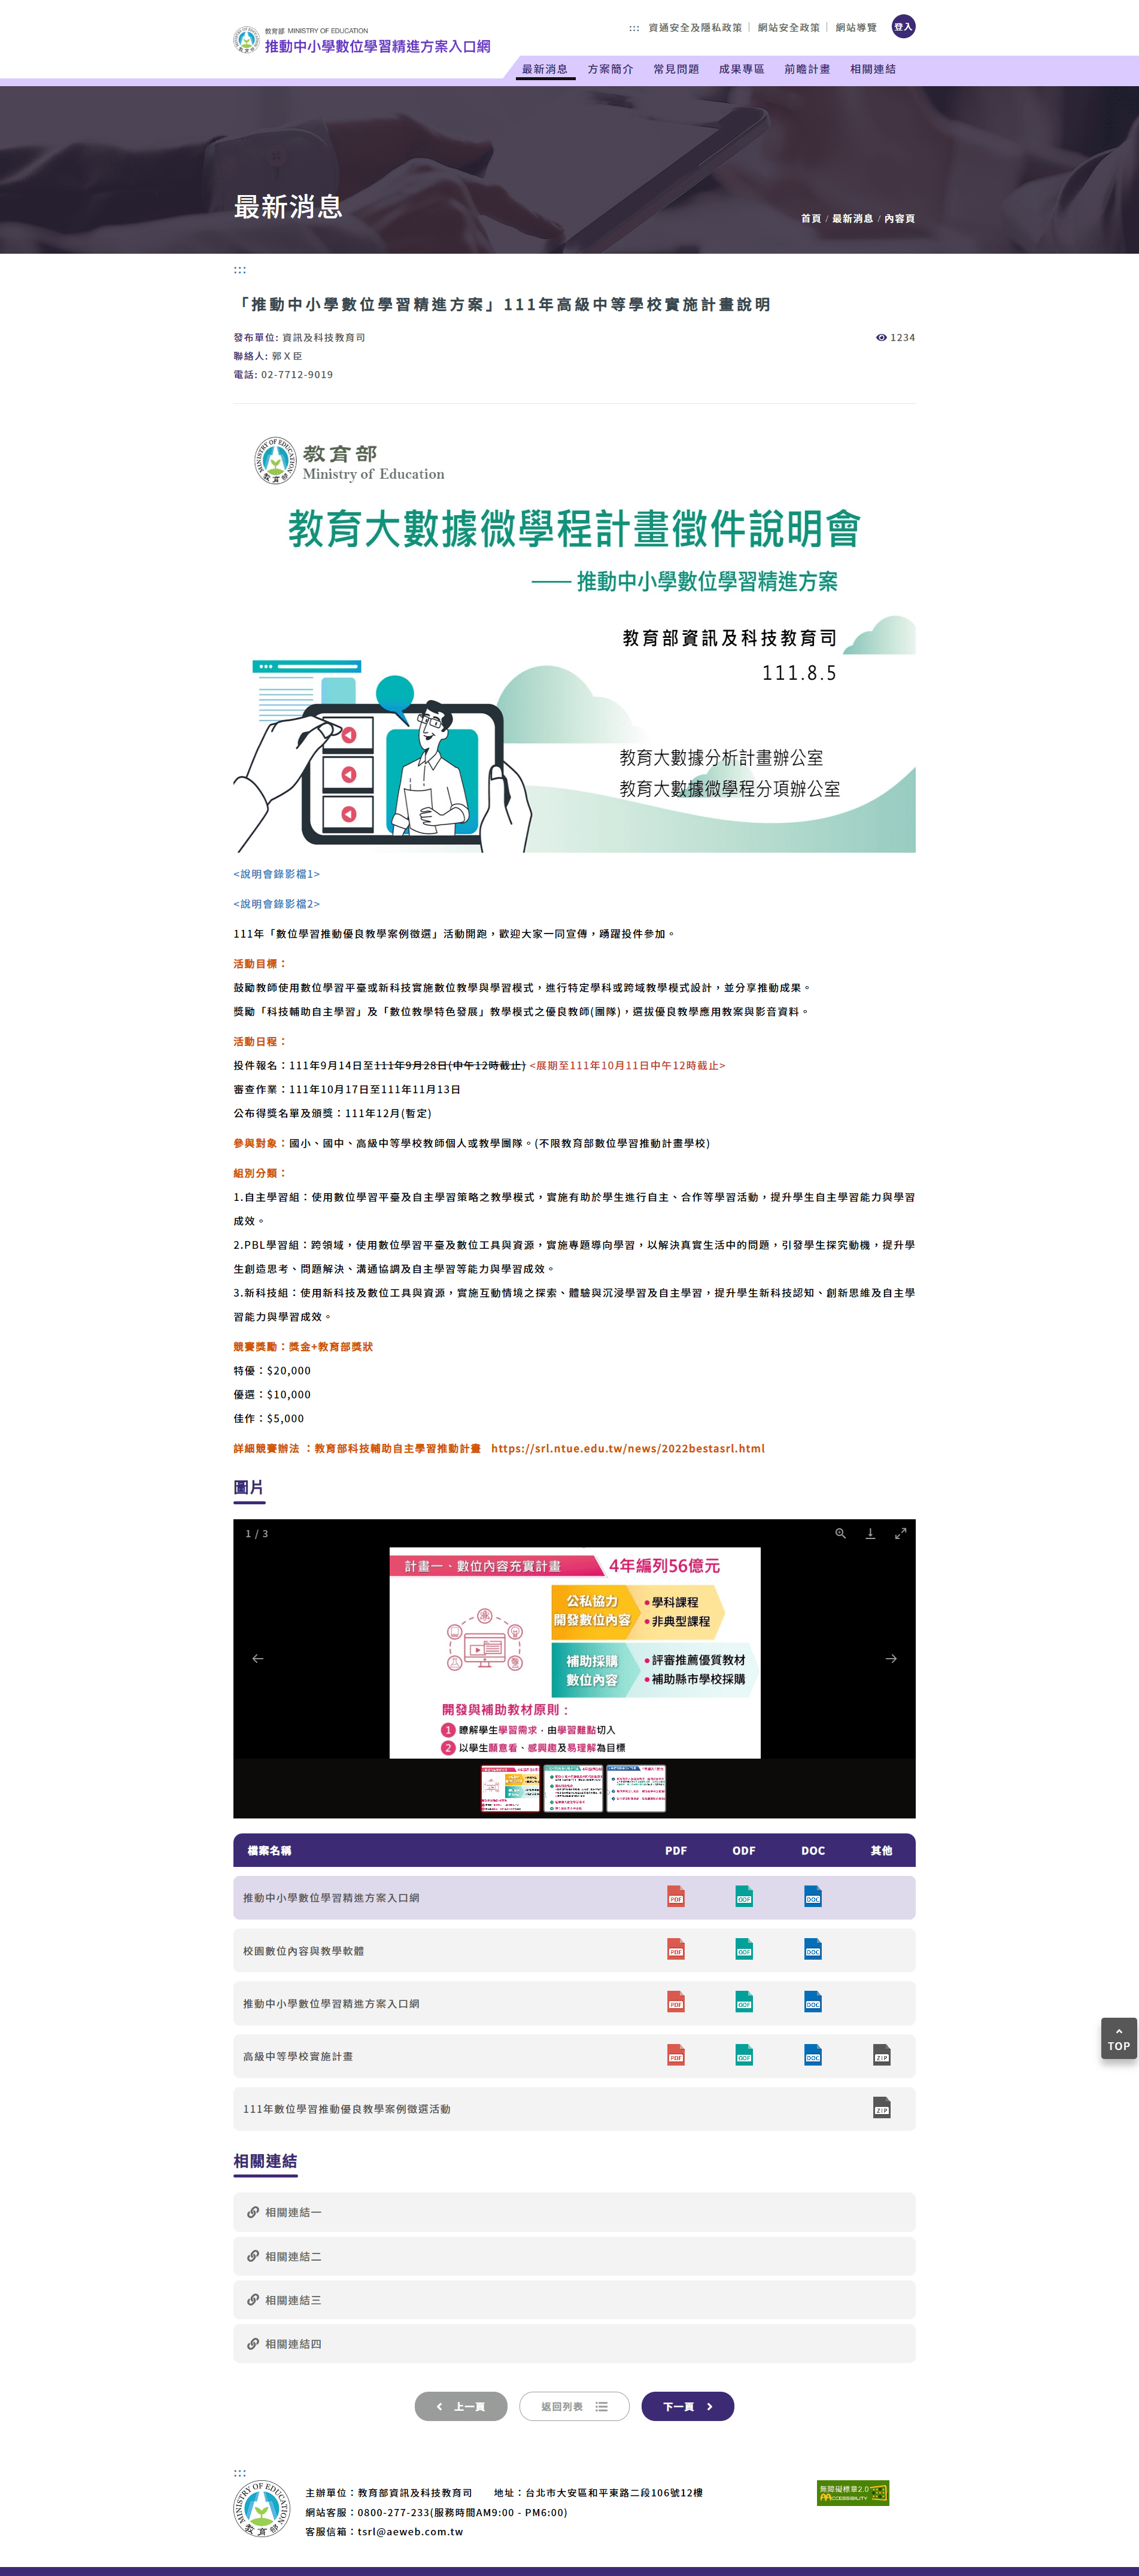 教育部 MINISTRY OF EDUCATION
推動中小學數位學習精進方案入口網
::: 資通安全及隱私政策 | 網站安全政策 | 網站導覽 登入
最新消息 方案簡介 常見問題 成果專區 前瞻計畫 相關連結
最新消息
首頁 / 最新消息 / 內容頁
:::
「推動中小學數位學習精進方案」111年高級中等學校實施計畫說明
發布單位: 資訊及科技教育司 1234
聯絡人: 郭Ｘ臣
電話: 02-7712-9019
MINISTRY OF EDUCATION 教育部
教育部
Ministry of Education
教育大數據微學程計畫徵件說明會
—— 推動中小學數位學習精進方案
教育部資訊及科技教育司
111.8.5
教育大數據分析計畫辦公室
教育大數據微學程分項辦公室
<說明會錄影檔1>
<說明會錄影檔2>
111年「數位學習推動優良教學案例徵選」活動開跑，歡迎大家一同宣傳，踴躍投件參加。
活動目標：
鼓勵教師使用數位學習平臺或新科技實施數位教學與學習模式，進行特定學科或跨域教學模式設計，並分享推動成果。
獎勵「科技輔助自主學習」及「數位教學特色發展」教學模式之優良教師(團隊)，選拔優良教學應用教案與影音資料。
活動日程：
投件報名：111年9月14日至111年9月28日(中午12時截止) <展期至111年10月11日中午12時截止>
審查作業：111年10月17日至111年11月13日
公布得獎名單及頒獎：111年12月(暫定)
參與對象：國小、國中、高級中等學校教師個人或教學團隊。(不限教育部數位學習推動計畫學校)
組別分類：
1.自主學習組：使用數位學習平臺及自主學習策略之教學模式，實施有助於學生進行自主、合作等學習活動，提升學生自主學習能力與學習
成效。
2.PBL學習組：跨領域，使用數位學習平臺及數位工具與資源，實施專題導向學習，以解決真實生活中的問題，引發學生探究動機，提升學
生創造思考、問題解決、溝通協調及自主學習等能力與學習成效。
3.新科技組：使用新科技及數位工具與資源，實施互動情境之探索、體驗與沉浸學習及自主學習，提升學生新科技認知、創新思維及自主學
習能力與學習成效。
競賽獎勵：獎金+教育部獎狀
特優：$20,000
優選：$10,000
佳作：$5,000
詳細競賽辦法 ：教育部科技輔助自主學習推動計畫 https://srl.ntue.edu.tw/news/2022bestasrl.html
圖片
1 / 3
計畫一、數位內容充實計畫 4年編列56億元
公私協力
開發數位內容
•學科課程
•非典型課程
補助採購
數位內容
•評審推薦優質教材
•補助縣市學校採購
開發與補助教材原則：
1 瞭解學生學習需求，由學習難點切入
2 以學生願意看、感興趣及易理解為目標
檔案名稱 PDF ODF DOC 其他
推動中小學數位學習精進方案入口網 PDF ODF DOC
校園數位內容與教學軟體 PDF ODF DOC
推動中小學數位學習精進方案入口網 PDF ODF DOC
高級中等學校實施計畫 PDF ODF DOC ZIP
111年數位學習推動優良教學案例徵選活動 ZIP
TOP
相關連結
相關連結一
相關連結二
相關連結三
相關連結四
上一頁 返回列表 下一頁
:::
MINISTRY OF EDUCATION 教育部
主辦單位：教育部資訊及科技教育司 地址：台北市大安區和平東路二段106號12樓
網站客服：0800-277-233(服務時間AM9:00 - PM6:00)
客服信箱：tsrl@aeweb.com.tw
無障礙標章2.0
AACCESSIBILITY